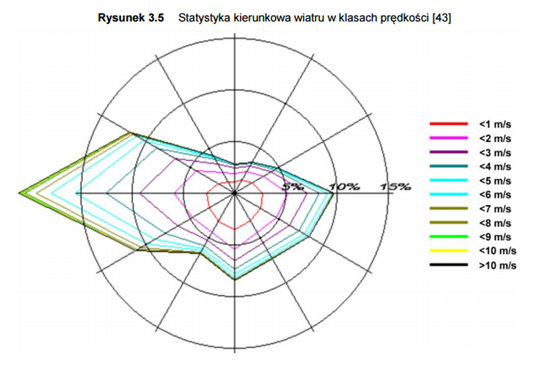 Rysunek 3.5 Statystyka kierunkowa wiatru w klasach prędkości [43]
5% 10% 15%
<1 m/s
<2 m/s
<3 m/s
<4 m/s
<5 m/s
<6 m/s
<7 m/s
<8 m/s
<9 m/s
<10 m/s
>10 m/s